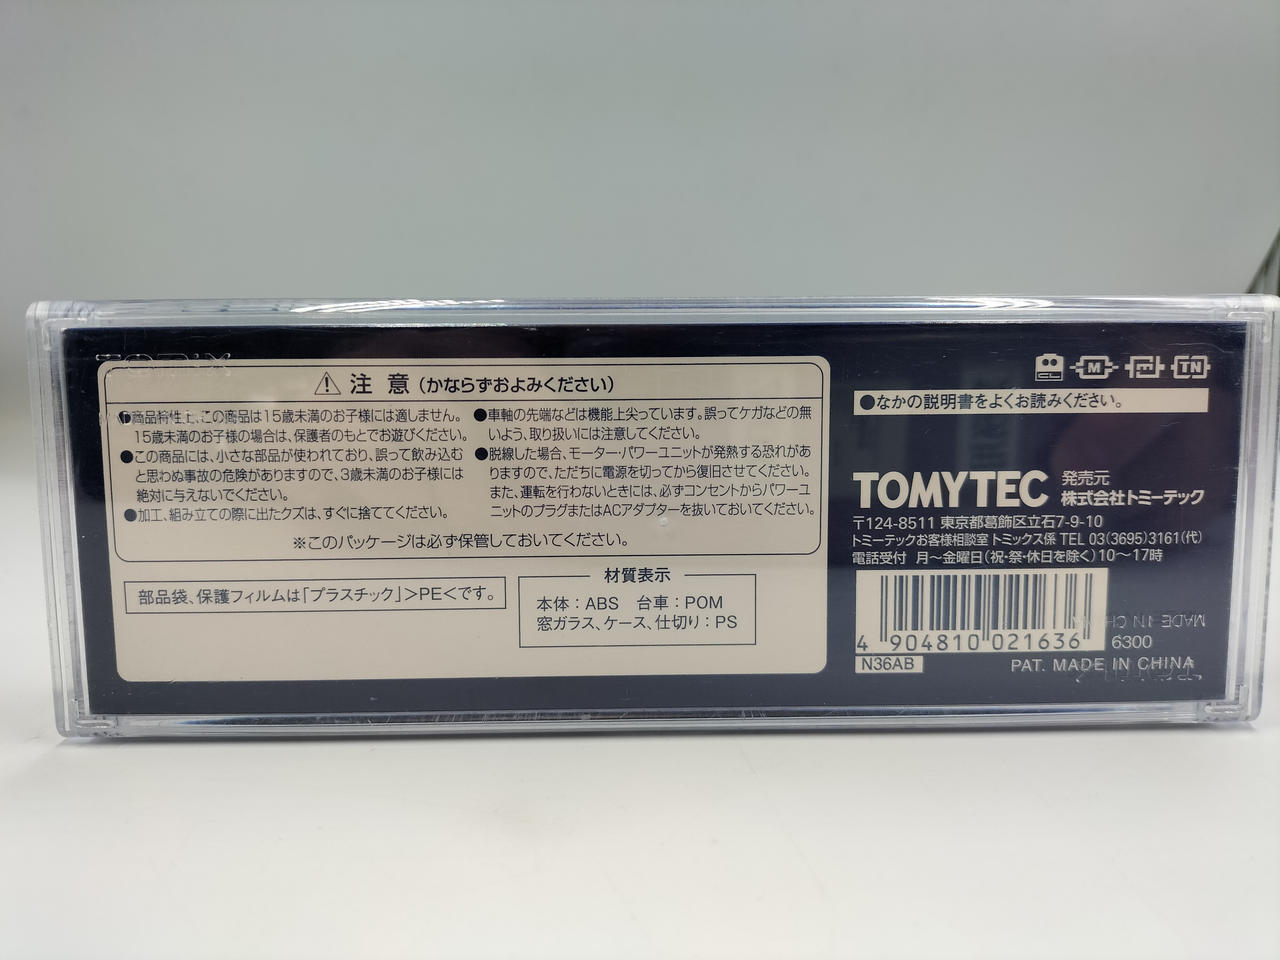 TOMIX
⚠ 注 意 (かならずおよみください)
●商品特性上、この商品は15歳未満のお子様には適しません。
15歳未満のお子様の場合は、保護者のもとでお遊びください。
●この商品には、小さな部品が使われており、誤って飲み込む
と思わぬ事故の危険がありますので、3歳未満のお子様には
絶対に与えないでください。
●加工、組み立ての際に出たクズは、すぐに捨ててください。
●車軸の先端などは機能上尖っています。誤ってケガなどの無
いよう、取り扱いには注意してください。
●脱線した場合、モーター・パワーユニットが発熱する恐れがあ
りますので、ただちに電源を切ってから復旧させてください。
また、運転を行わないときには、必ずコンセントからパワーユ
ニットのプラグまたはACアダプターを抜いておいてください。
※このパッケージは必ず保管しておいてください。
部品袋、保護フィルムは「プラスチック」>PE<です。
材質表示
本体:ABS 台車:POM
窓ガラス、ケース、仕切り:PS
CL M TN
●なかの説明書をよくお読みください。
TOMYTEC 発売元
株式会社トミーテック
〒124-8511 東京都葛飾区立石7-9-10
トミーテックお客様相談室 トミックス係 TEL 03(3695)3161(代)
電話受付 月〜金曜日(祝・祭・休日を除く)10〜17時
4 904810 021636
MADE IN CHINA
6300
N36AB
PAT. MADE IN CHINA